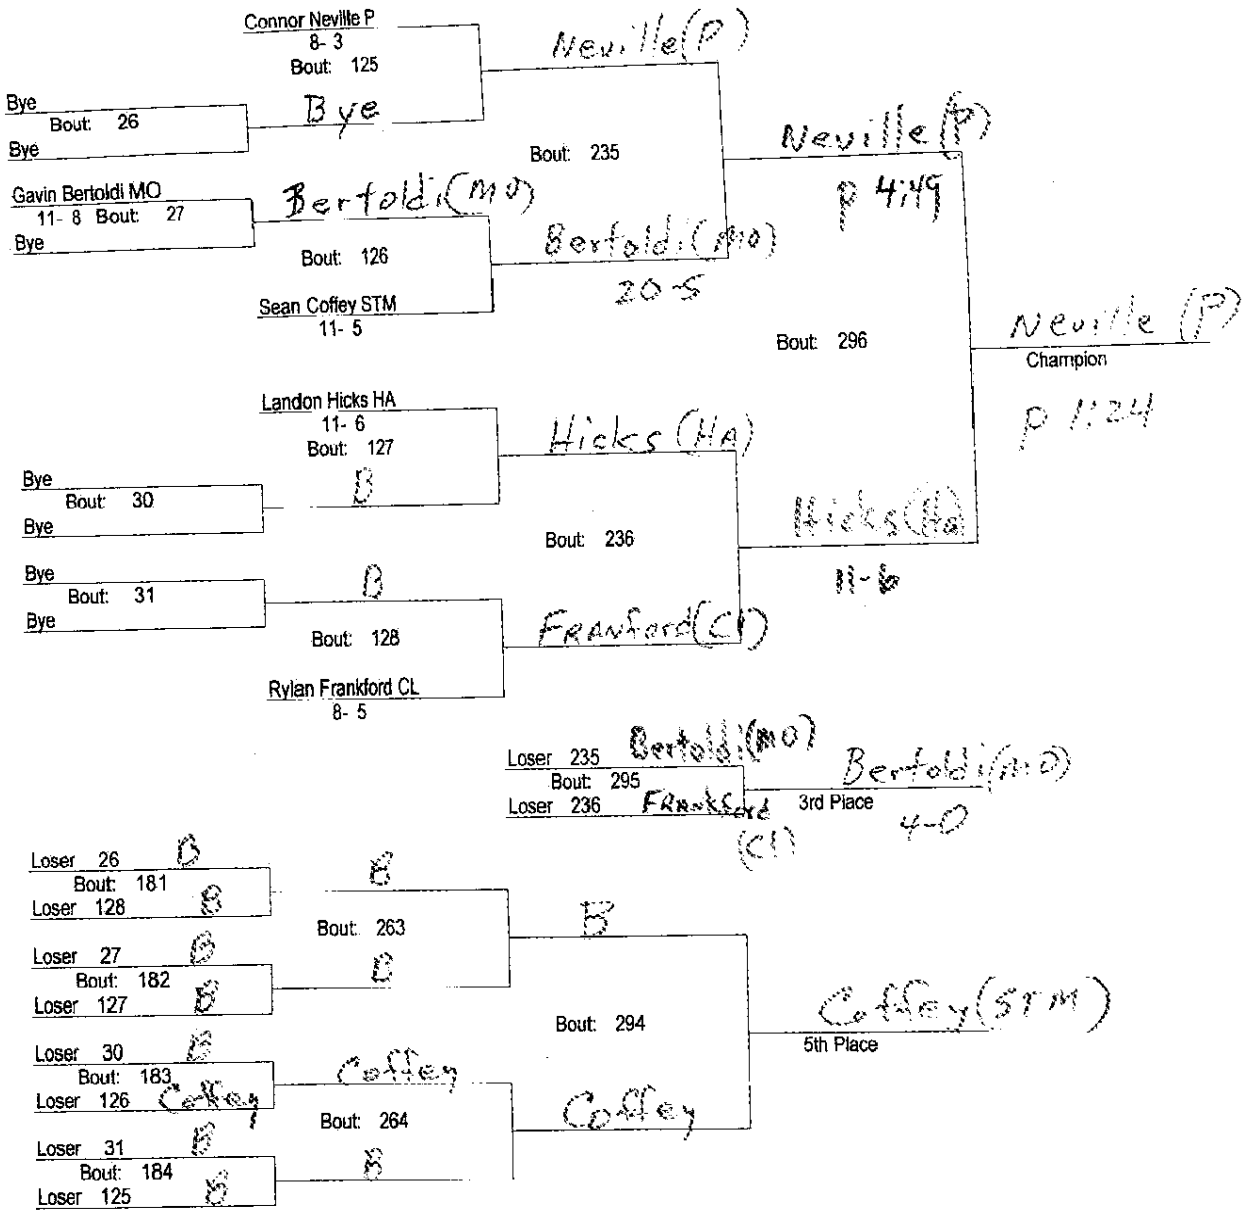 Connor Neville P
8- 3
Bout: 125
Neville (P)
Bye
Bout: 26
Bye
Bye
Bout: 235
Neville (P)
p 4:49
Gavin Bertoldi MO
11- 8 Bout: 27
Bye
Bertoldi (MO)
Bout: 126
Bertoldi (MO)
20-5
Sean Coffey STM
11- 5
Bout: 296
Neville (P)
Champion
p 1:24
Landon Hicks HA
11- 6
Bout: 127
Hicks (HA)
Bye
Bout: 30
Bye
B
Bout: 236
Hicks (Ha)
11-6
Bye
Bout: 31
Bye
B
Bout: 128
FRANford (Cl)
Rylan Frankford CL
8- 5
Loser 235 Bertoldi (MO)
Bout: 295
Loser 236 FRANKford (Cl)
Bertoldi (MO)
3rd Place
4-0
Loser 26 B
Bout: 181
Loser 128 B
B
Bout: 263
B
Loser 27 B
Bout: 182
Loser 127 B
B
Bout: 294
Coffey (STM)
5th Place
Loser 30 B
Bout: 183
Loser 126 Coffey
Coffey
Bout: 264
Coffey
Loser 31 B
Bout: 184
Loser 125 B
B